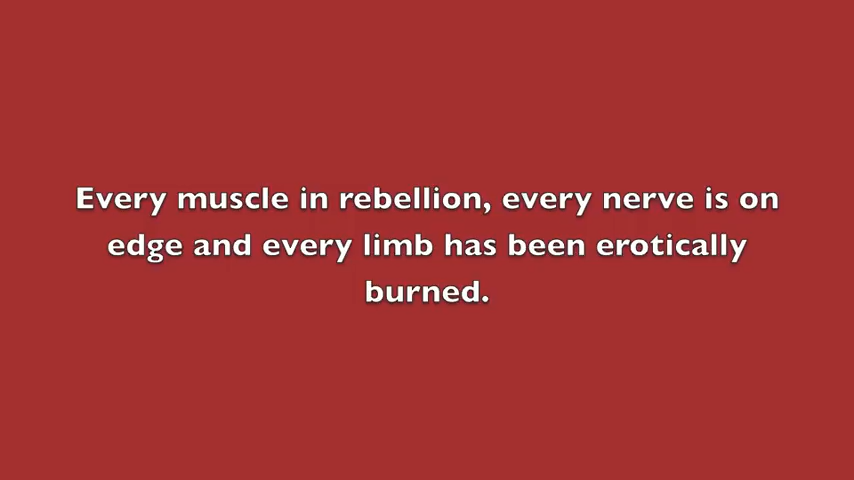 Every muscle in rebellion, every nerve is on
edge and every limb has been erotically
burned.